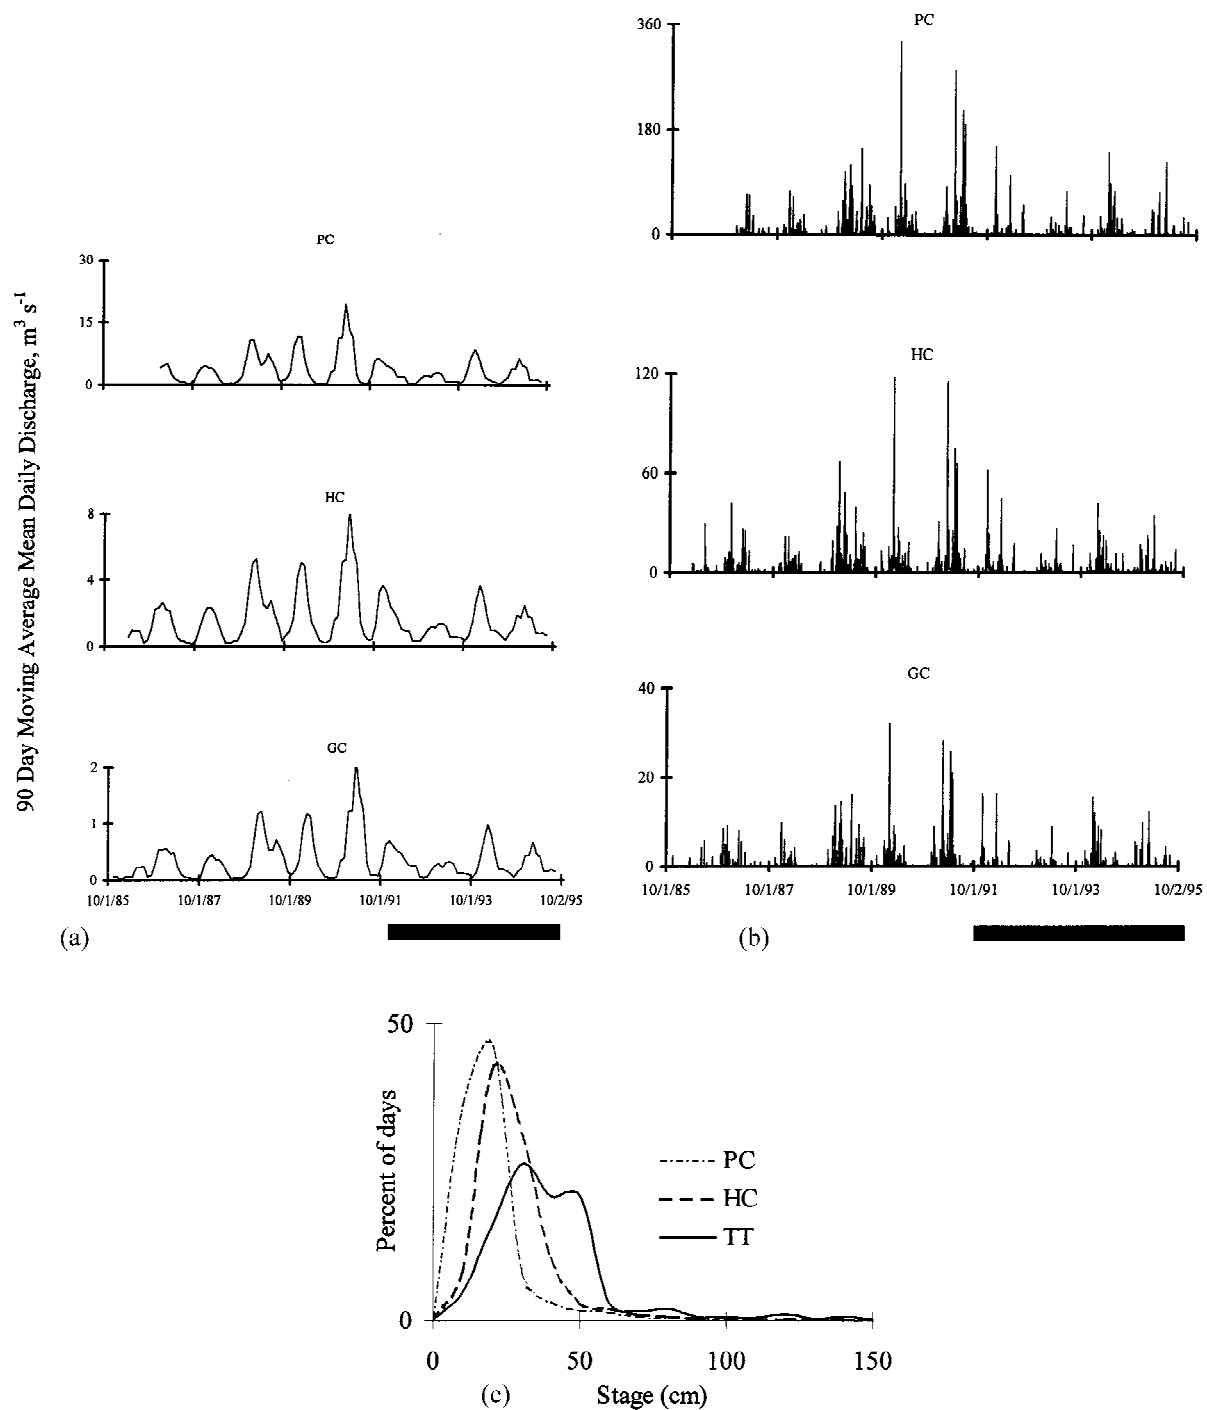 90 Day Moving Average Mean Daily Discharge, m³ s⁻¹
PC
30
15
0
HC
8
4
0
GC
2
1
0
10/1/85 10/1/87 10/1/89 10/1/91 10/1/93 10/2/95
(a)
PC
360
180
0
HC
120
60
0
GC
40
20
0
10/1/85 10/1/87 10/1/89 10/1/91 10/1/93 10/2/95
(b)
Percent of days
50
0
PC
HC
TT
0 50 100 150
(c) Stage (cm)